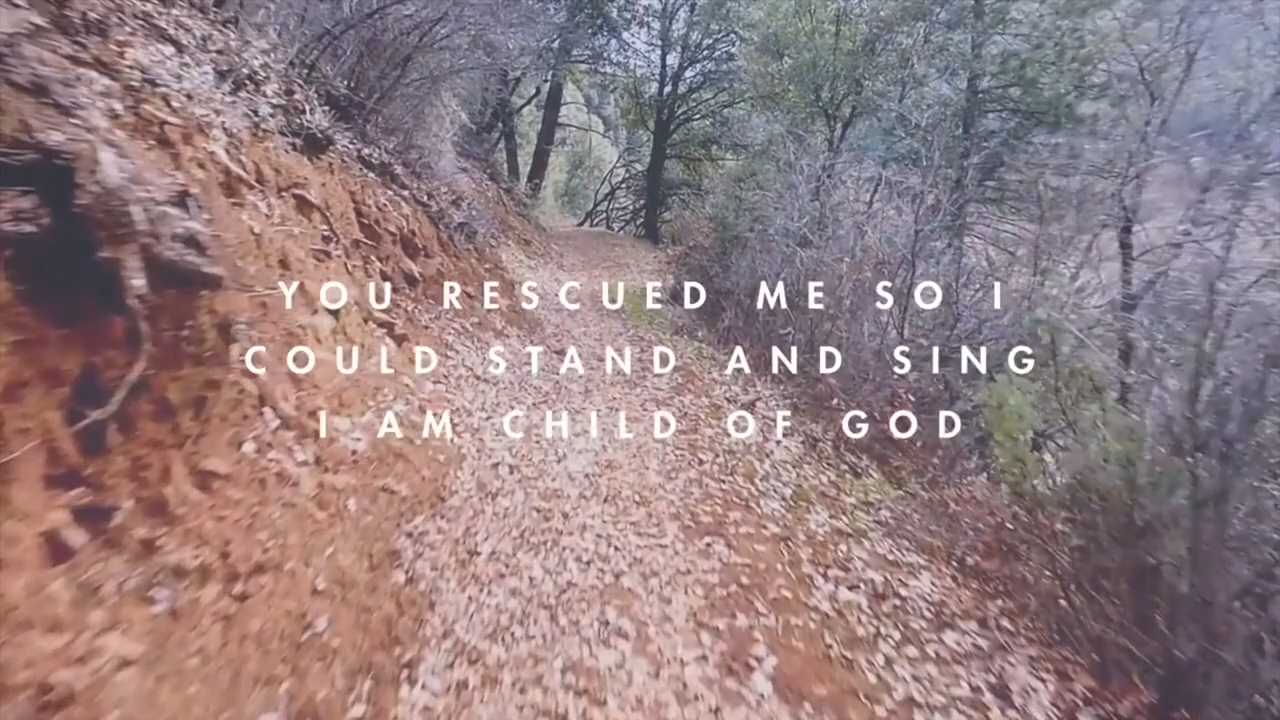 YOU RESCUED ME SO I
COULD STAND AND SING
I AM CHILD OF GOD